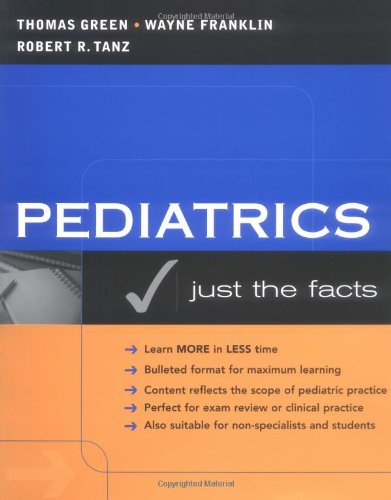 THOMAS GREEN • WAYNE FRANKLIN
ROBERT R. TANZ
Copyrighted Material
PEDIATRICS
just the facts
→ Learn MORE in LESS time
→ Bulleted format for maximum learning
→ Content reflects the scope of pediatric practice
→ Perfect for exam review or clinical practice
→ Also suitable for non-specialists and students
Copyrighted Material